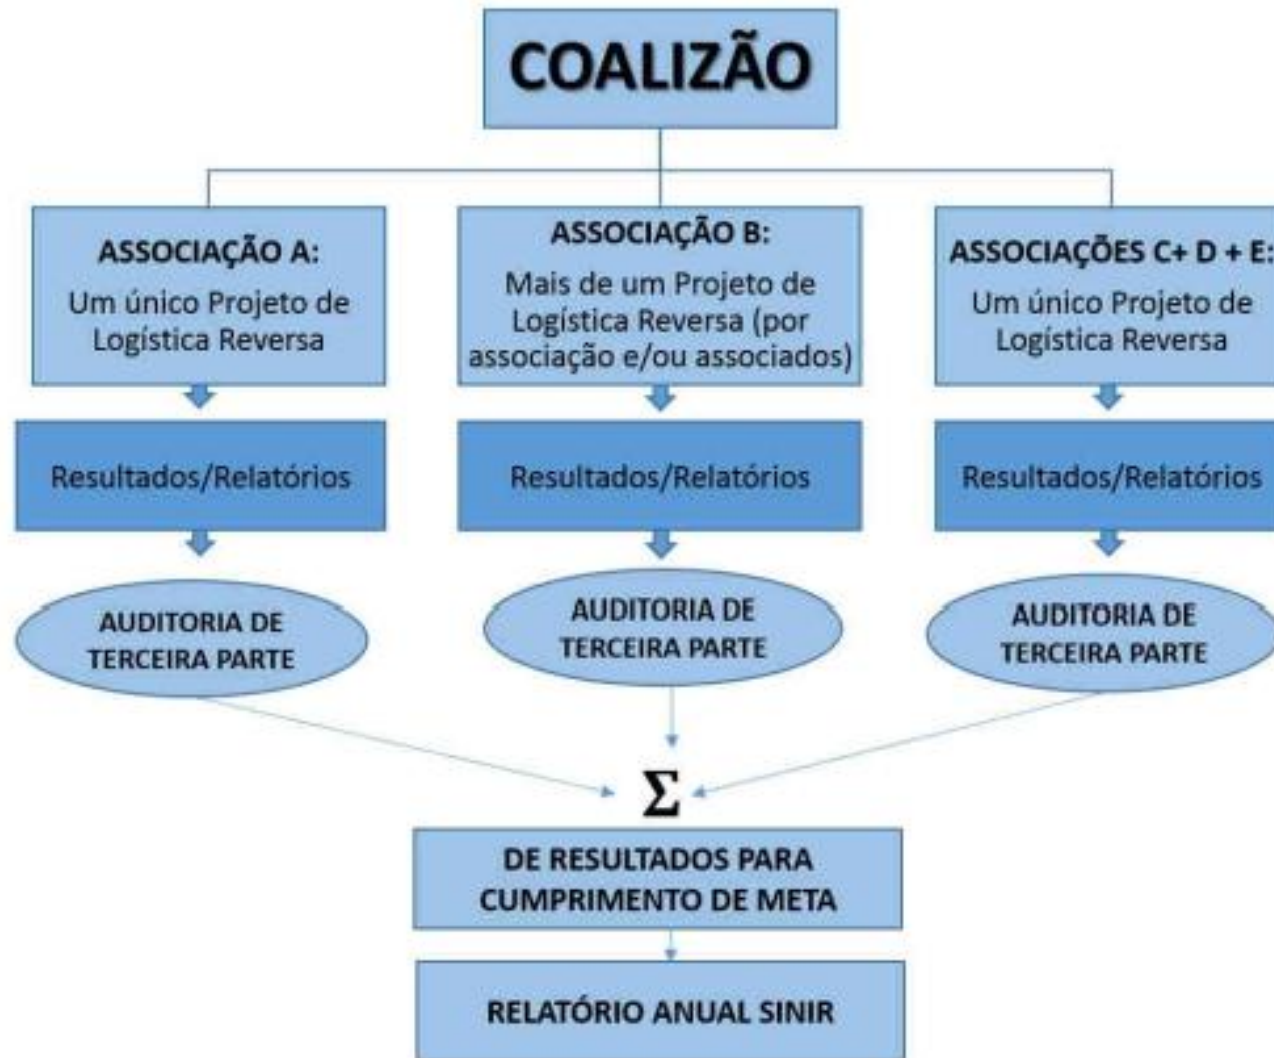 COALIZÃO
ASSOCIAÇÃO A:
Um único Projeto de
Logística Reversa
ASSOCIAÇÃO B:
Mais de um Projeto de
Logística Reversa (por
associação e/ou associados)
ASSOCIAÇÕES C+ D + E:
Um único Projeto de
Logística Reversa
Resultados/Relatórios
Resultados/Relatórios
Resultados/Relatórios
AUDITORIA DE
TERCEIRA PARTE
AUDITORIA DE
TERCEIRA PARTE
AUDITORIA DE
TERCEIRA PARTE
Σ
DE RESULTADOS PARA
CUMPRIMENTO DE META
RELATÓRIO ANUAL SINIR